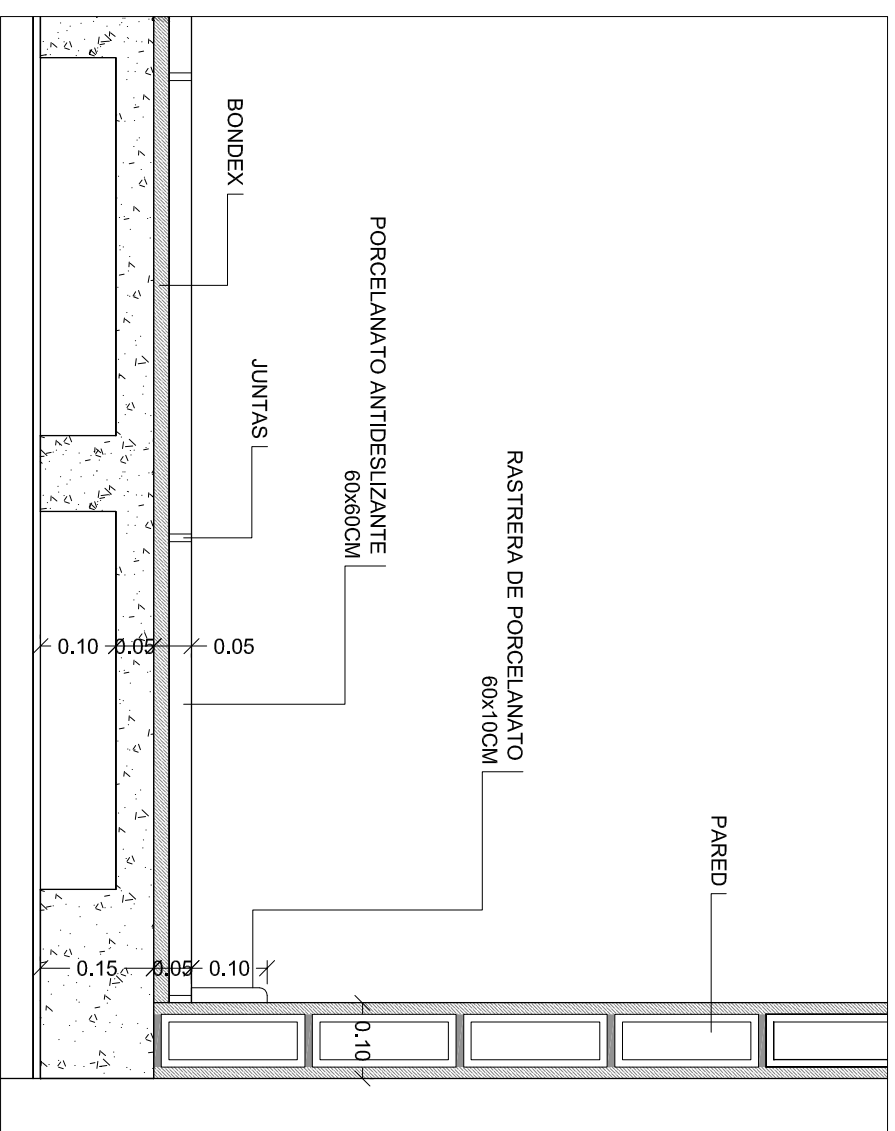 BONDEX
PORCELANATO ANTIDESLIZANTE
60x60CM
JUNTAS
RASTRERA DE PORCELANATO
60x10CM
PARED
0.10
0.05
0.05
0.15
0.05
0.10
0.10